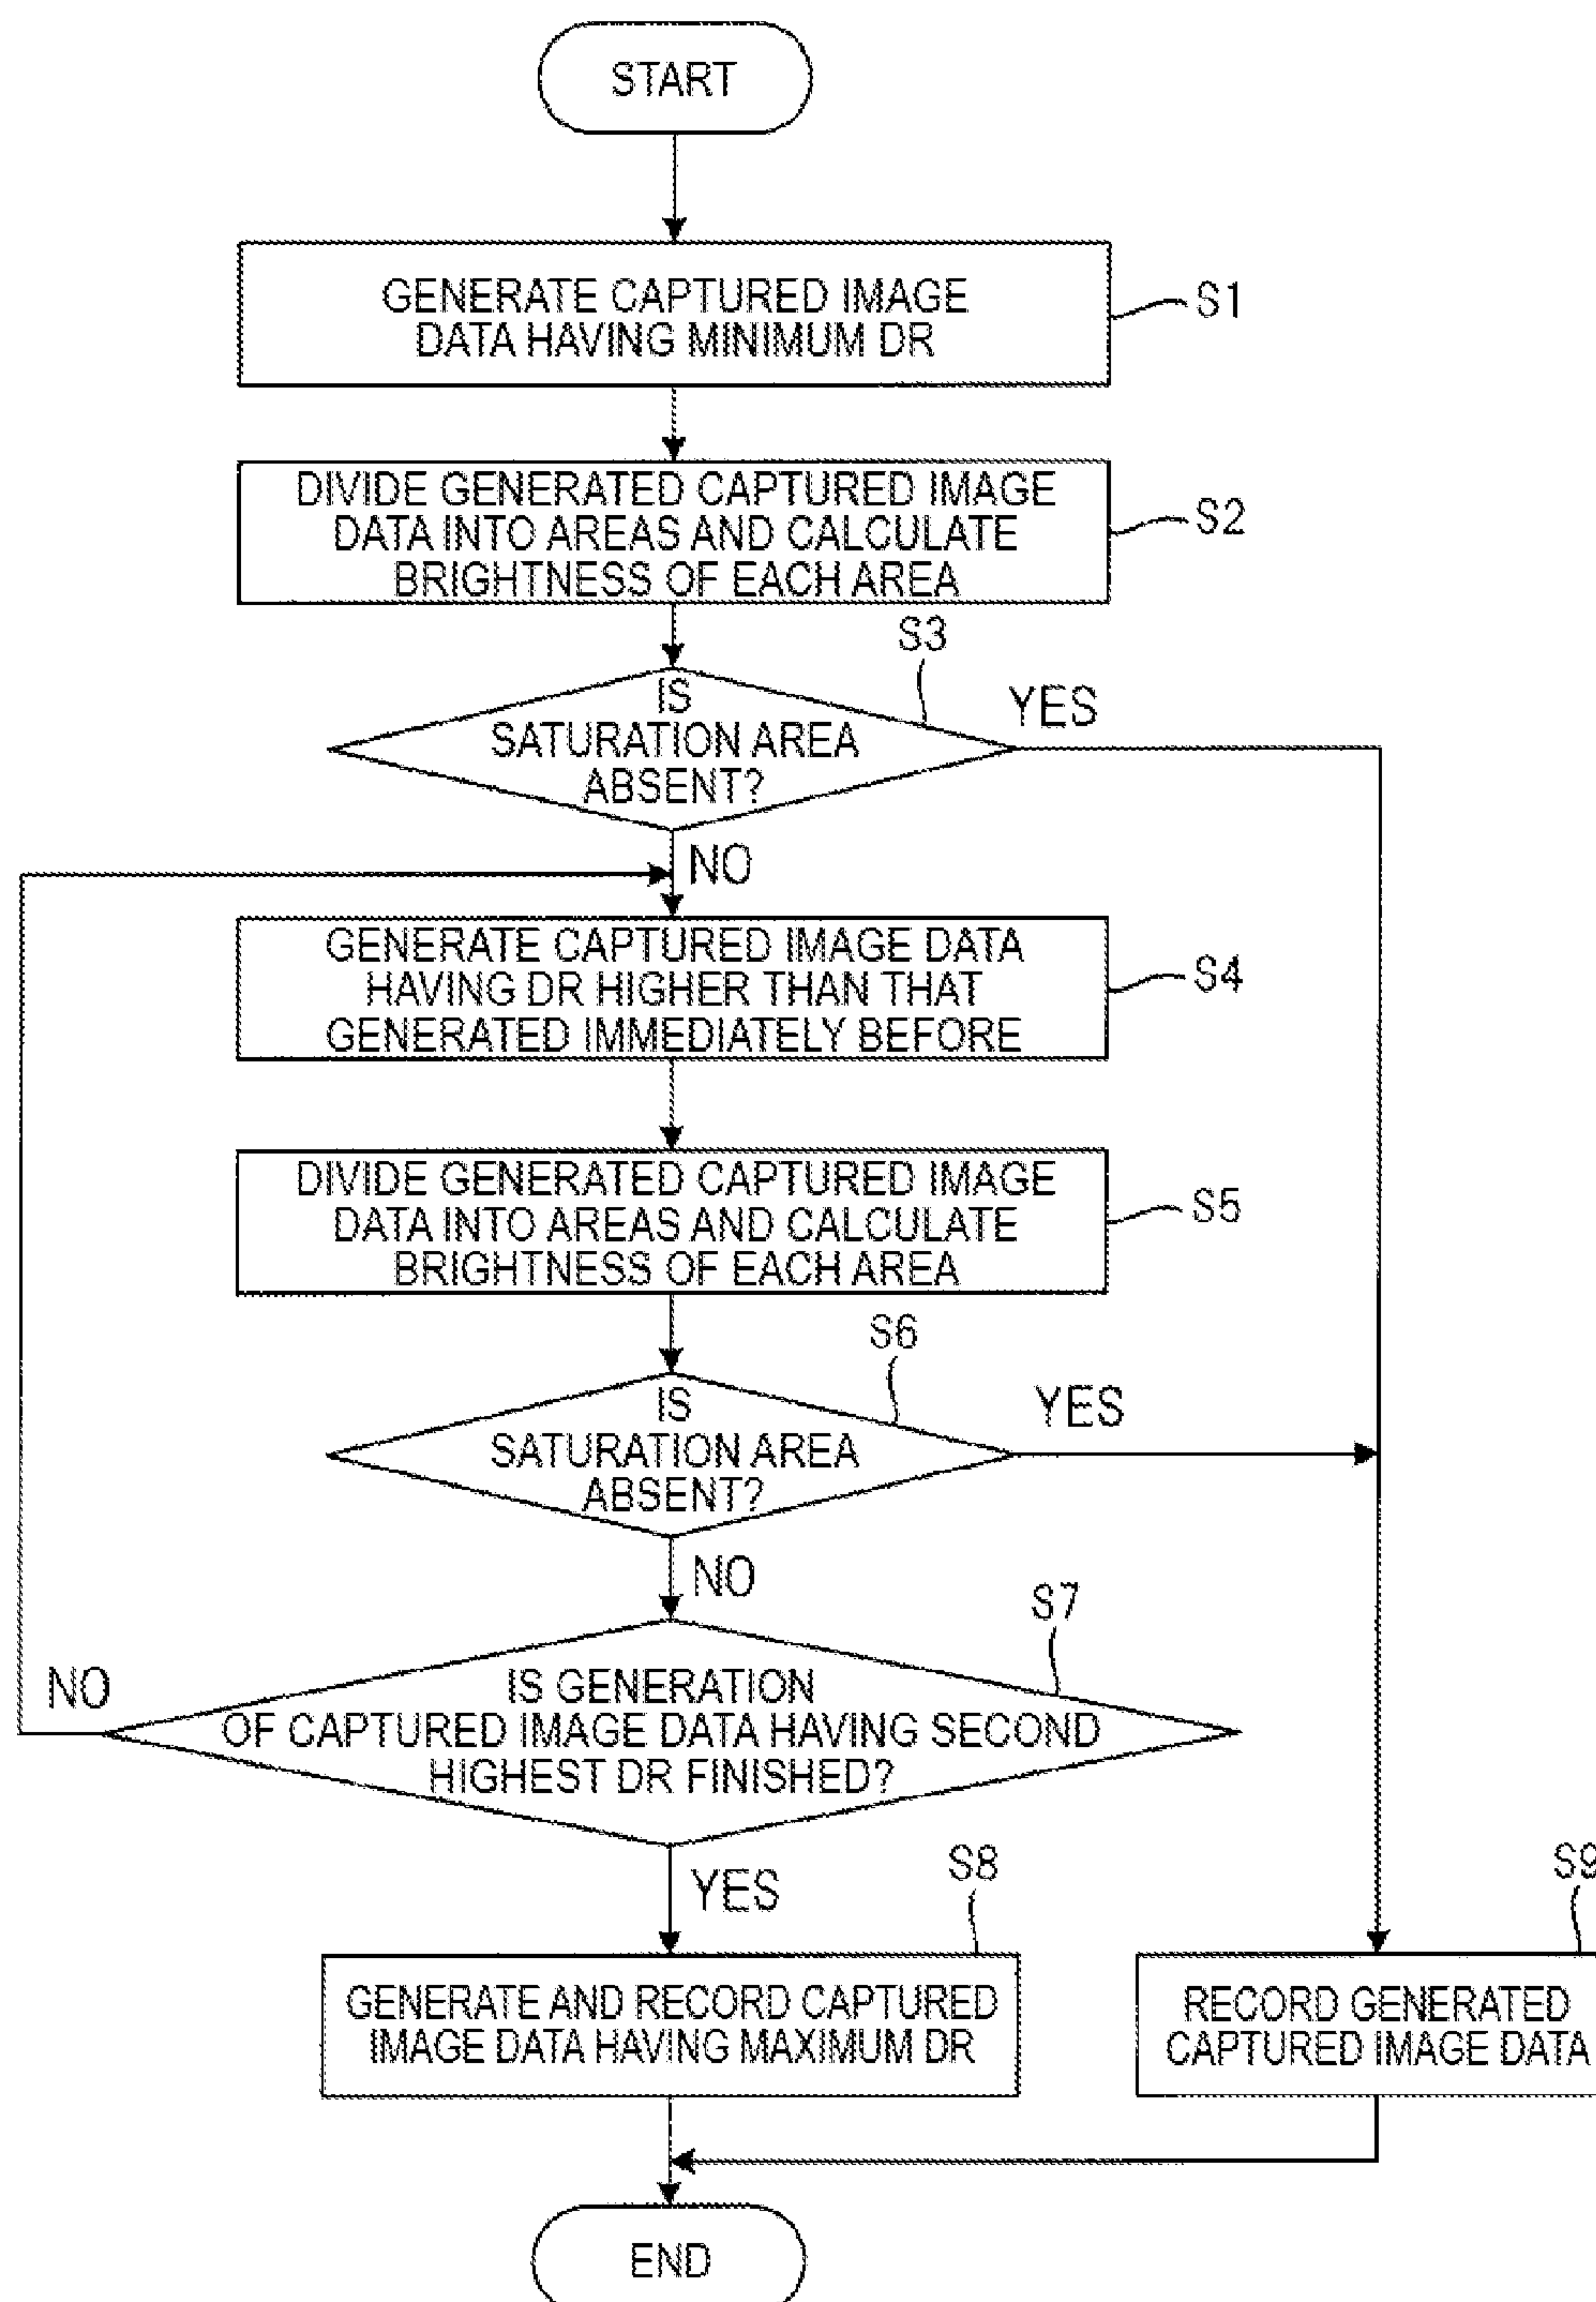 START
GENERATE CAPTURED IMAGE
DATA HAVING MINIMUM DR
S1
DIVIDE GENERATED CAPTURED IMAGE
DATA INTO AREAS AND CALCULATE
BRIGHTNESS OF EACH AREA
S2
S3
IS
SATURATION AREA
ABSENT?
YES
NO
GENERATE CAPTURED IMAGE DATA
HAVING DR HIGHER THAN THAT
GENERATED IMMEDIATELY BEFORE
S4
DIVIDE GENERATED CAPTURED IMAGE
DATA INTO AREAS AND CALCULATE
BRIGHTNESS OF EACH AREA
S5
S6
IS
SATURATION AREA
ABSENT?
YES
NO
S7
IS GENERATION
OF CAPTURED IMAGE DATA HAVING SECOND
HIGHEST DR FINISHED?
NO
YES
S8
GENERATE AND RECORD CAPTURED
IMAGE DATA HAVING MAXIMUM DR
S9
RECORD GENERATED
CAPTURED IMAGE DATA
END